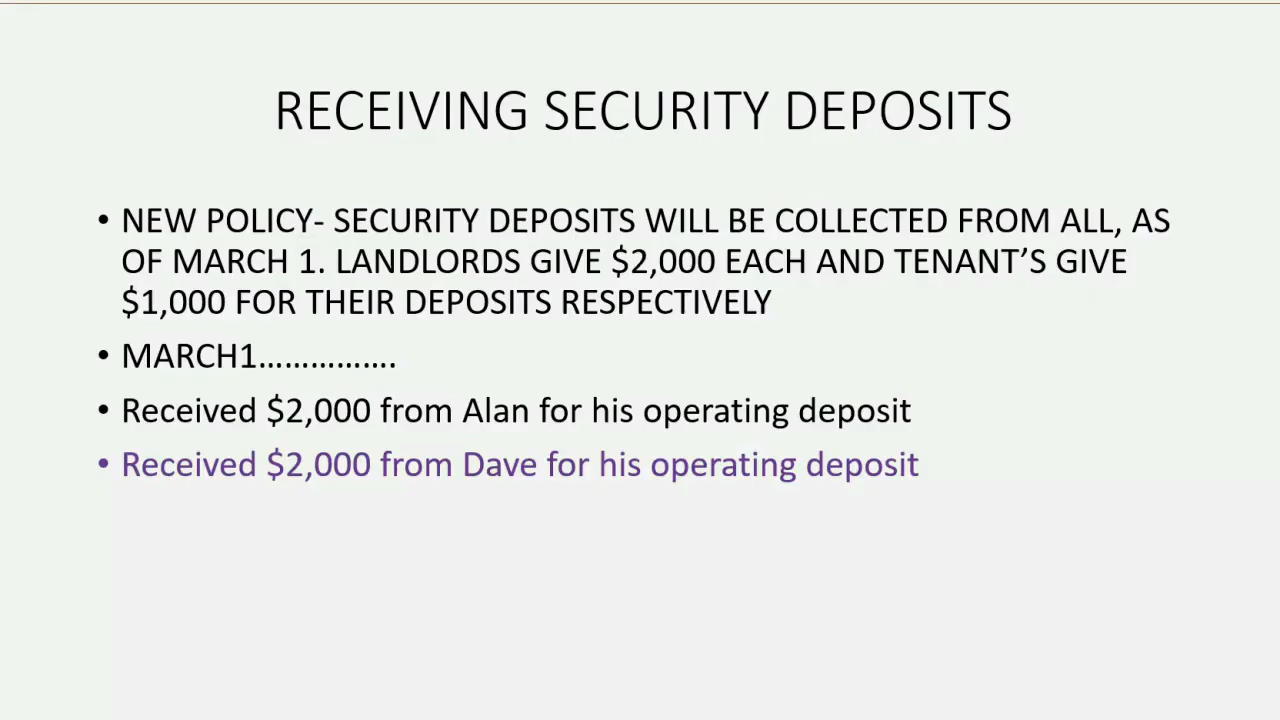 RECEIVING SECURITY DEPOSITS
• NEW POLICY- SECURITY DEPOSITS WILL BE COLLECTED FROM ALL, AS
OF MARCH 1. LANDLORDS GIVE $2,000 EACH AND TENANT’S GIVE
$1,000 FOR THEIR DEPOSITS RESPECTIVELY
• MARCH1…………….
• Received $2,000 from Alan for his operating deposit
• Received $2,000 from Dave for his operating deposit